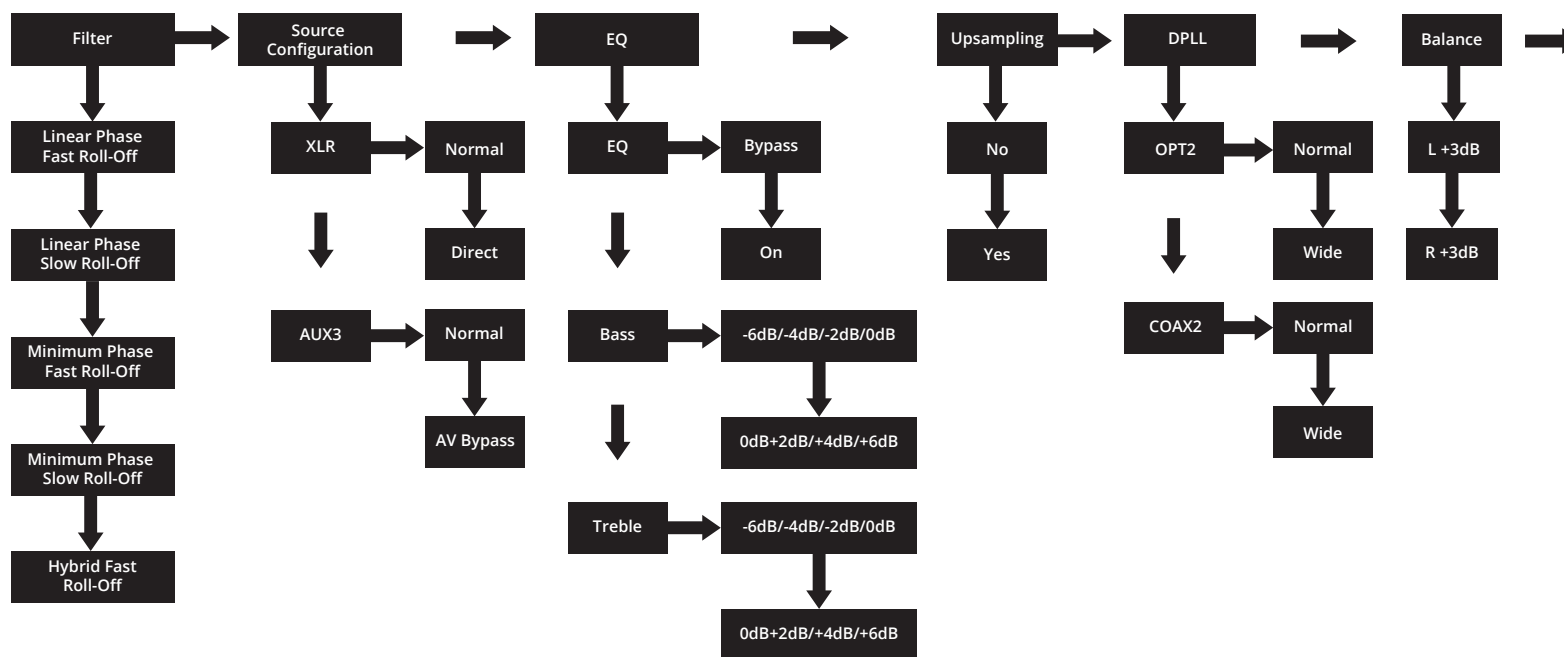 Filter
Source
Configuration
EQ
Upsampling
DPLL
Balance
Linear Phase
Fast Roll-Off
XLR
Normal
EQ
Bypass
No
OPT2
Normal
L +3dB
Linear Phase
Slow Roll-Off
Direct
On
Yes
Wide
R +3dB
Minimum Phase
Fast Roll-Off
AUX3
Normal
Bass
-6dB/-4dB/-2dB/0dB
COAX2
Normal
Minimum Phase
Slow Roll-Off
AV Bypass
0dB+2dB/+4dB/+6dB
Wide
Treble
-6dB/-4dB/-2dB/0dB
Hybrid Fast
Roll-Off
0dB+2dB/+4dB/+6dB